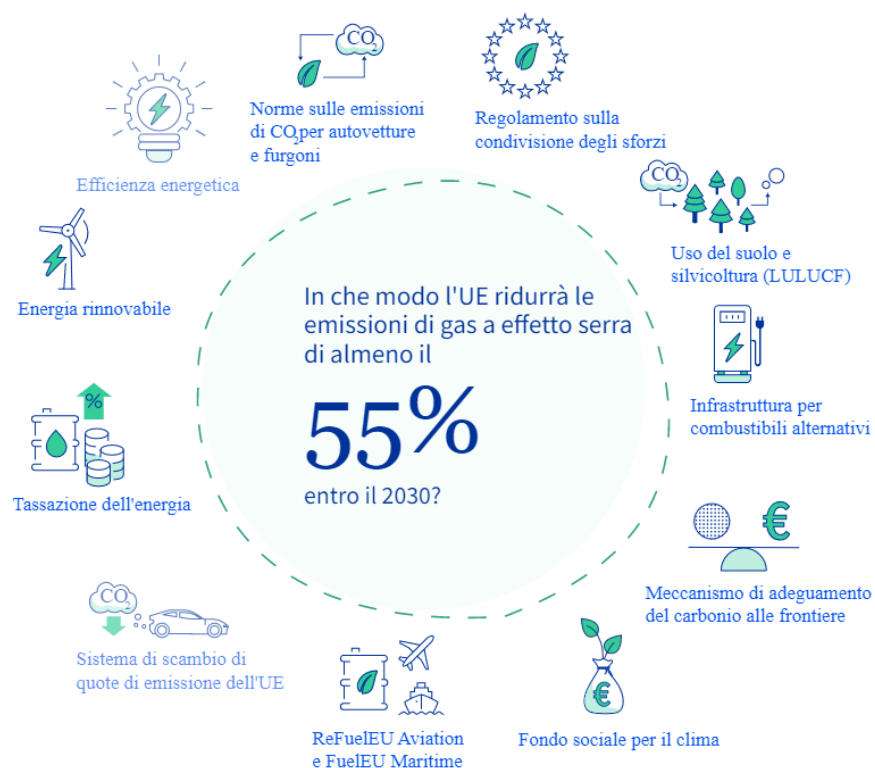 CO2
Norme sulle emissioni
di CO2 per autovetture
e furgoni
Regolamento sulla
condivisione degli sforzi
Efficienza energetica
CO2
Uso del suolo e
silvicoltura (LULUCF)
Energia rinnovabile
In che modo l'UE ridurrà le
emissioni di gas a effetto serra
di almeno il
55%
entro il 2030?
Infrastruttura per
combustibili alternativi
%
Tassazione dell'energia
€
Meccanismo di adeguamento
del carbonio alle frontiere
CO2
Sistema di scambio di
quote di emissione dell'UE
ReFuelEU Aviation
e FuelEU Maritime
€
Fondo sociale per il clima